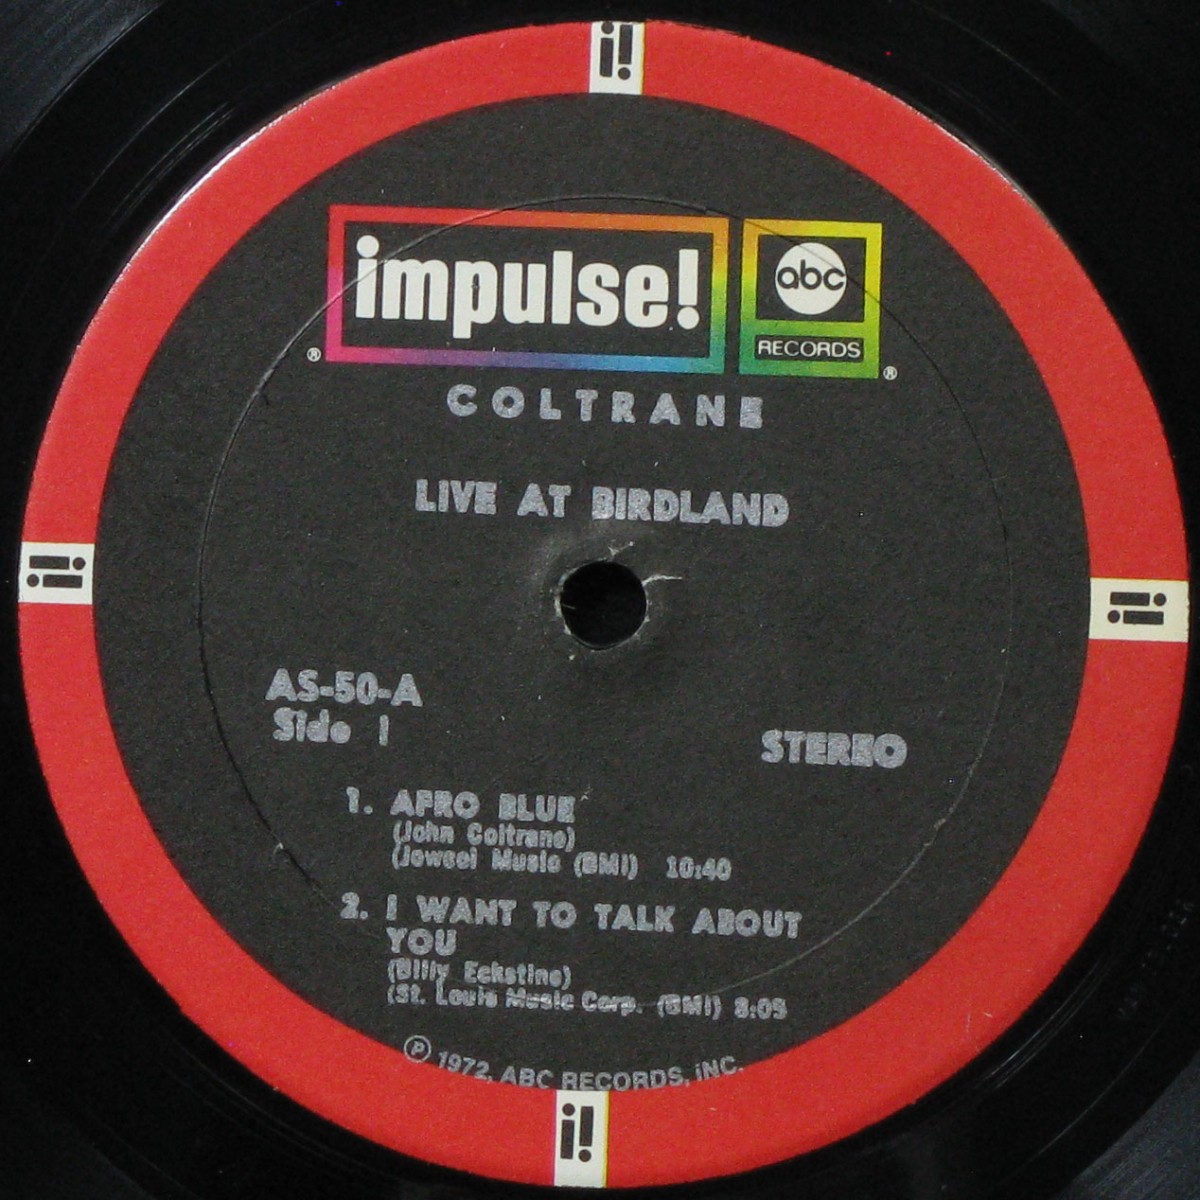 impulse!
abc
RECORDS
®
®
COLTRANE
LIVE AT BIRDLAND
AS-50-A
Side 1
STEREO
1. AFRO BLUE
(John Coltrane)
(Jowcol Music (BMI) 10:40
2. I WANT TO TALK ABOUT
YOU
(Billy Eckstine)
(St. Louis Music Corp. (BMI) 8:05
Ⓟ 1972, ABC RECORDS, INC.